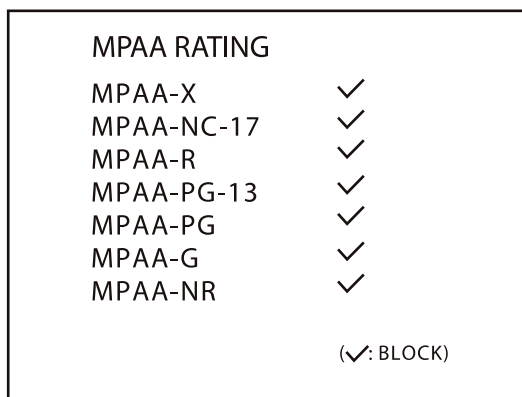 MPAA RATING
MPAA-X ✓
MPAA-NC-17 ✓
MPAA-R ✓
MPAA-PG-13 ✓
MPAA-PG ✓
MPAA-G ✓
MPAA-NR ✓
(✓: BLOCK)